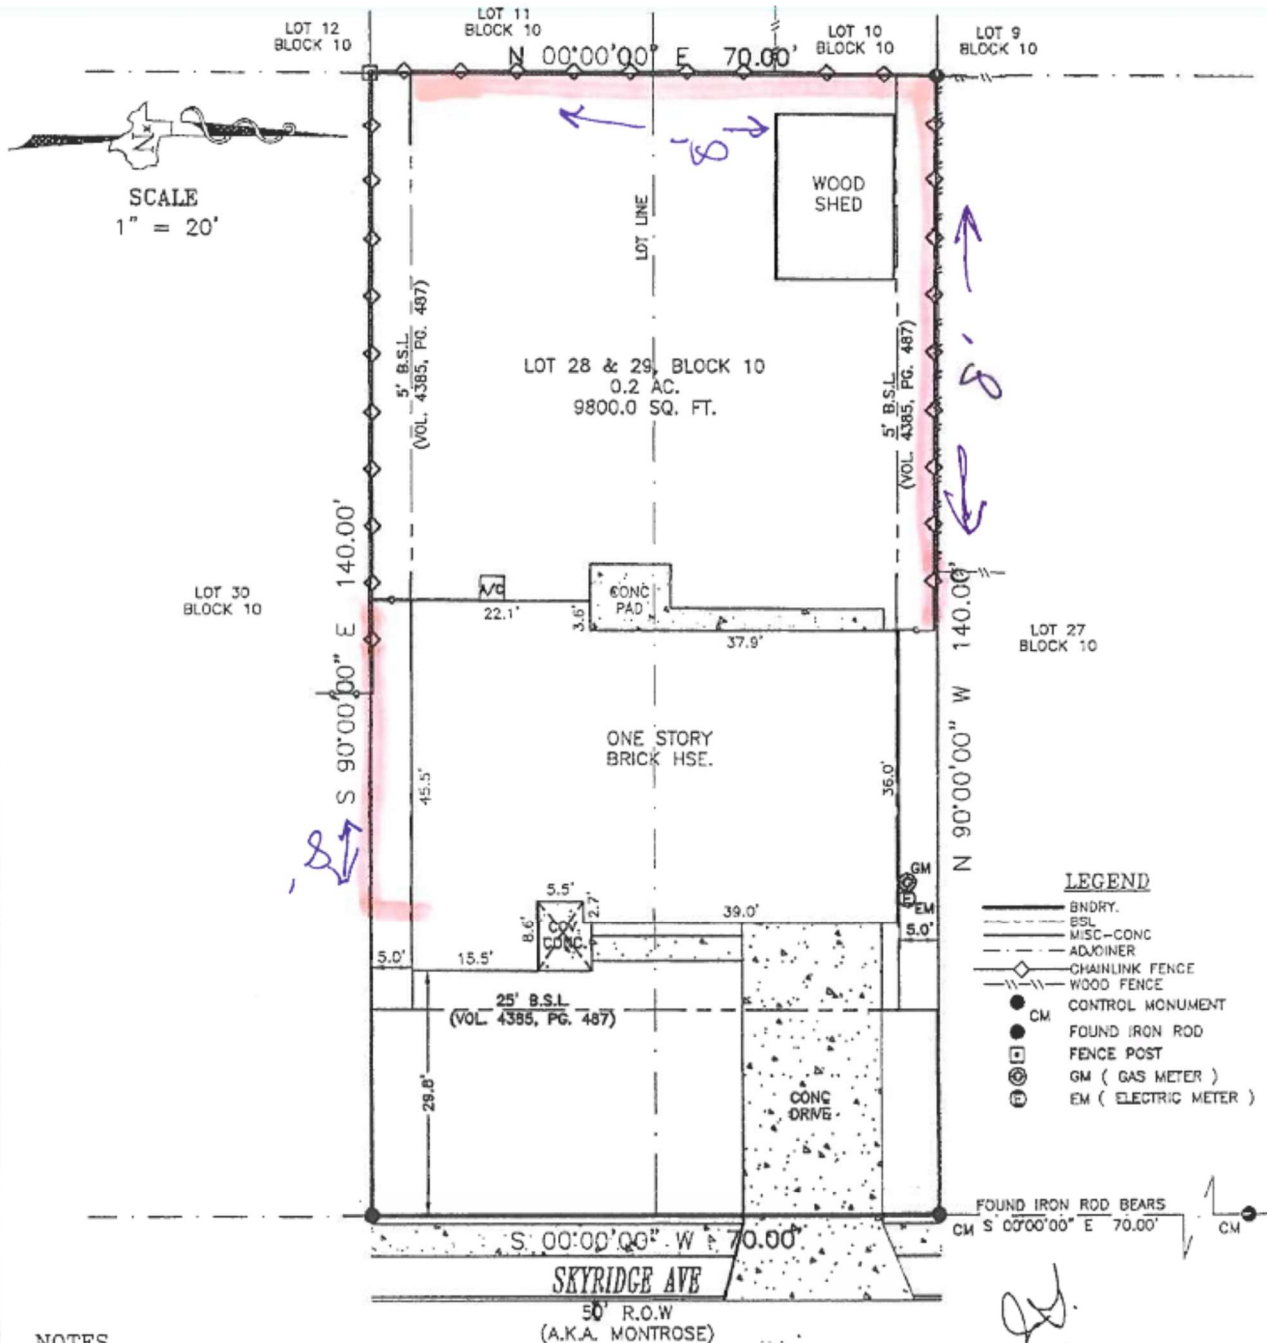 LOT 12
BLOCK 10
LOT 11
BLOCK 10
LOT 10
BLOCK 10
LOT 9
BLOCK 10
N 00°00'00" E 70.00'
N
SCALE
1" = 20'
8'
WOOD
SHED
LOT LINE
5' B.S.L
(VOL. 4385, PG. 487)
LOT 28 & 29, BLOCK 10
0.2 AC.
9800.0 SQ. FT.
5' B.S.L
(VOL. 4385, PG. 487)
8'
S 90°00'00" E 140.00'
LOT 30
BLOCK 10
A/C
22.1'
3.6'
CONC
PAD
37.9'
N 90°00'00" W 140.00'
LOT 27
BLOCK 10
ONE STORY
BRICK HSE.
45.5'
36.0'
8'
GM
EM
5.5'
2.7'
8.6'
COV.
CONC.
39.0'
5.0'
5.0'
15.5'
25' B.S.L
(VOL. 4385, PG. 487)
29.8'
CONC
DRIVE
LEGEND
BNDRY.
BSL
MISC-CONC
ADJOINER
CHAINLINK FENCE
WOOD FENCE
CM CONTROL MONUMENT
FOUND IRON ROD
FENCE POST
GM ( GAS METER )
E EM ( ELECTRIC METER )
FOUND IRON ROD BEARS
S 00°00'00" E 70.00'
CM
CM
S 00°00'00" W 70.00'
SKYRIDGE AVE
50' R.O.W
(A.K.A. MONTROSE)
NOTES